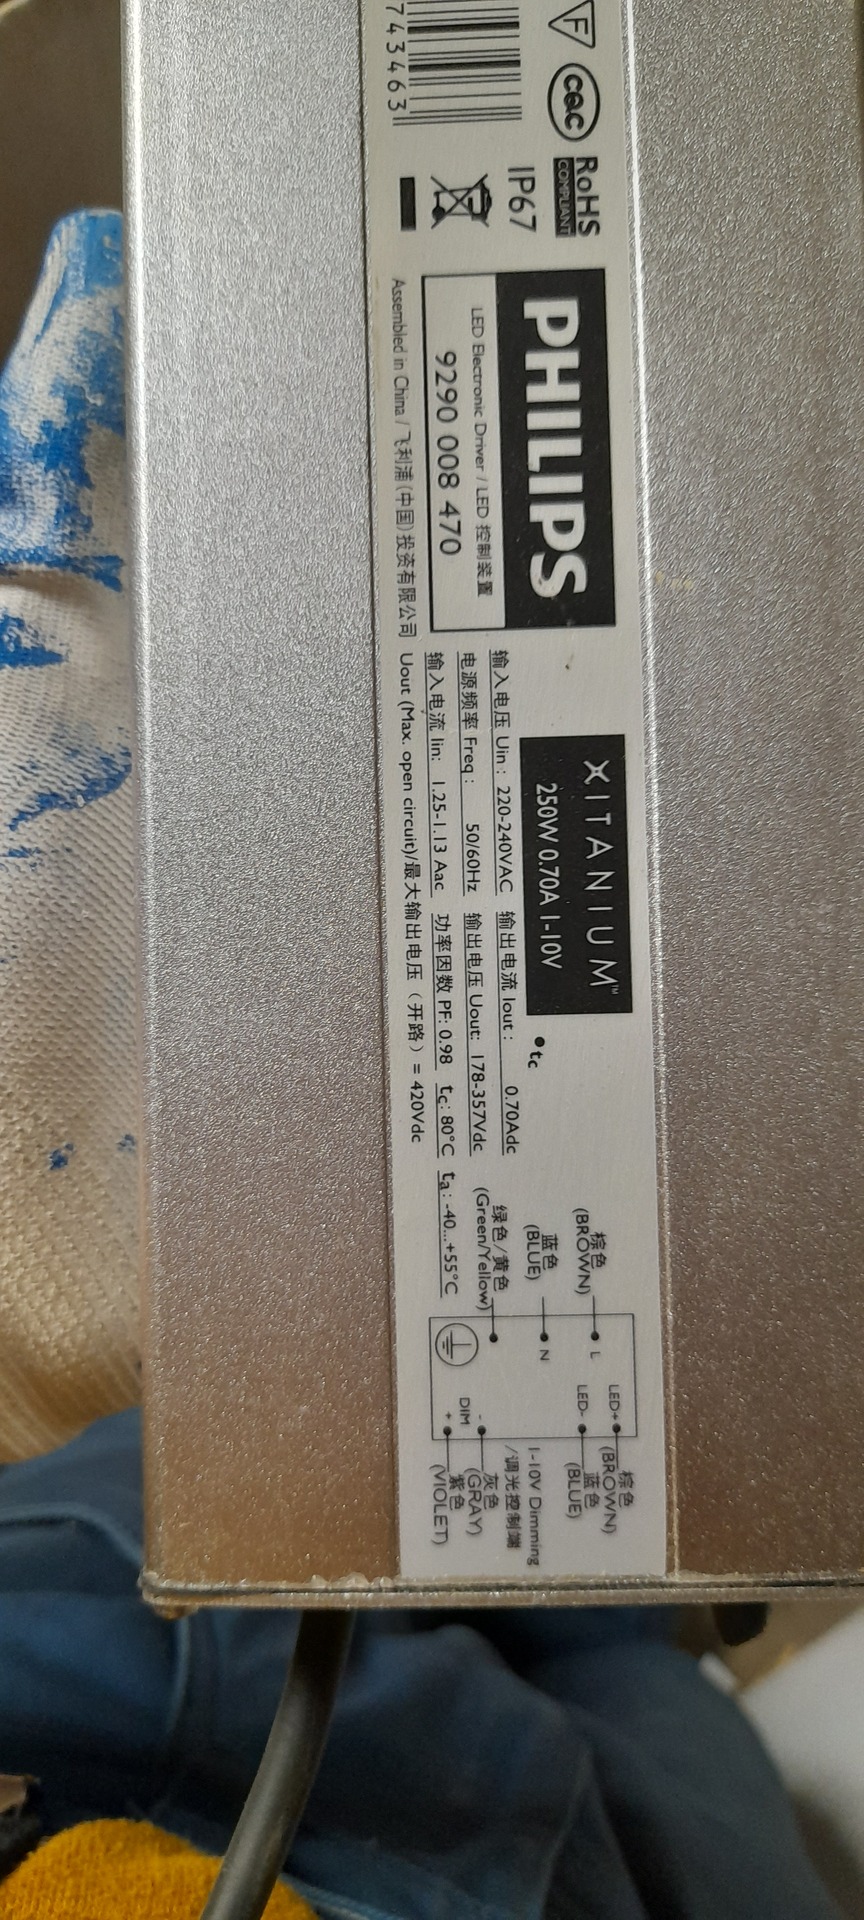 743463
F
CQC
RoHS
COMPLIANT
IP67
PHILIPS
LED Electronic Driver / LED 控制装置
9290 008 470
Assembled in China / 飞利浦(中国)投资有限公司
XITANIUM™
250W 0.70A 1-10V
tc
输入电压 Uin : 220-240VAC 输出电流 Iout : 0.70Adc
电源频率 Freq : 50/60Hz 输出电压 Uout: 178-357Vdc
输入电流 Iin: 1.25-1.13 Aac 功率因数 PF: 0.98 tc: 80°C ta: -40...+55°C
Uout (Max. open circuit)/最大输出电压（开路）= 420Vdc
棕色
(BROWN)
L
蓝色
(BLUE)
N
绿色/黄色
(Green/Yellow)
LED+
棕色
(BROWN)
LED-
蓝色
(BLUE)
1-10V Dimming
/调光控制端
DIM
-
灰色
(GRAY)
+
紫色
(VIOLET)